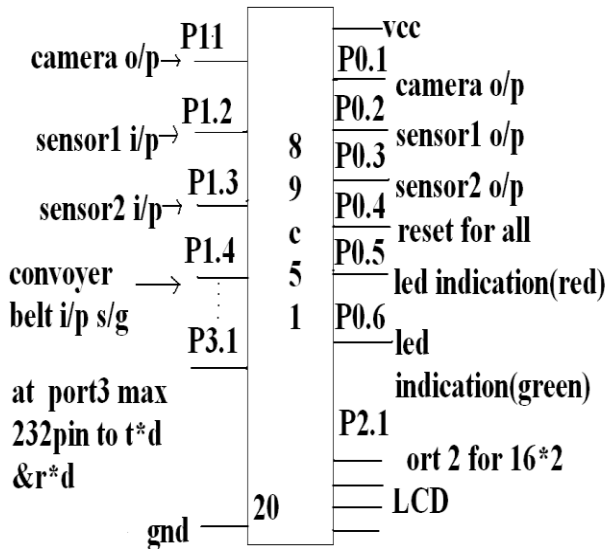 P11
camera o/p→
P1.2
sensor1 i/p→
P1.3
sensor2 i/p→
P1.4
convoyer
belt i/p s/g
P3.1
at port3 max
232pin to t*d
&r*d
gnd
8
9
c
5
1
20
vcc
P0.1
camera o/p
P0.2
sensor1 o/p
P0.3
sensor2 o/p
P0.4
reset for all
P0.5
led indication(red)
P0.6
led
indication(green)
P2.1
ort 2 for 16*2
LCD